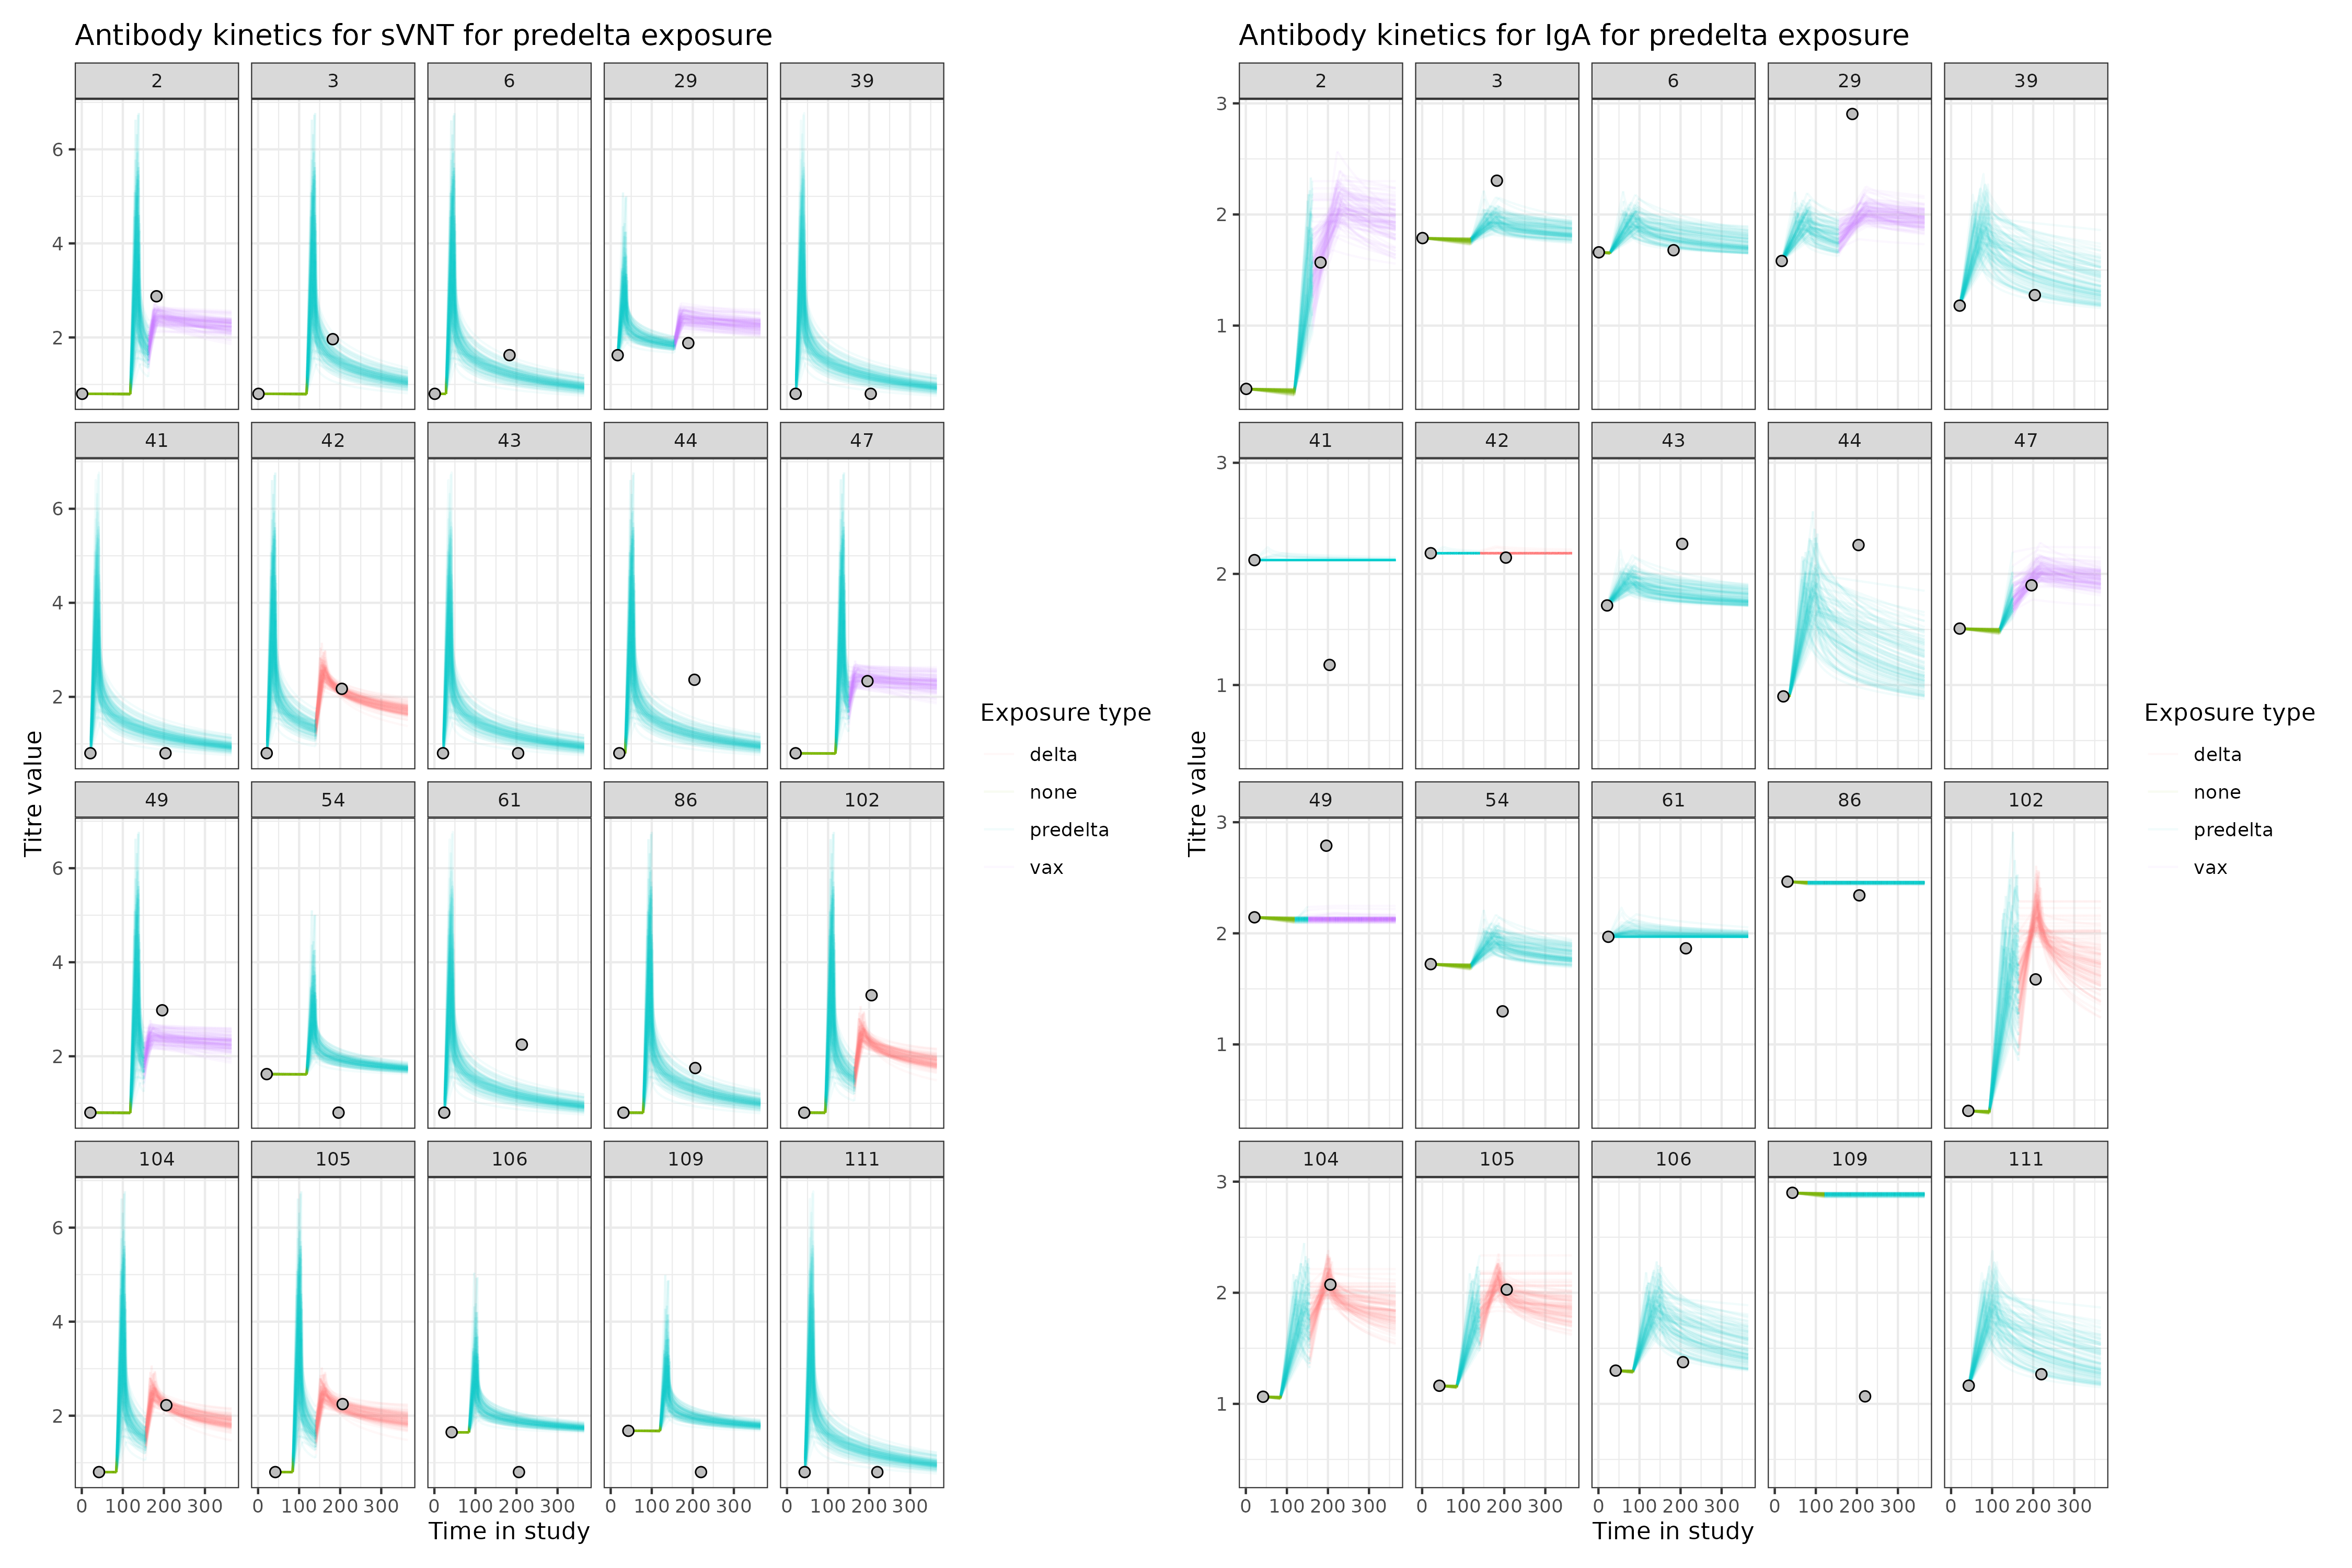 Antibody kinetics for sVNT for predelta exposure
2 3 6 29 39
6
4
2
41 42 43 44 47
6
4
2
49 54 61 86 102
6
4
2
104 105 106 109 111
6
4
2
0 100 200 300 0 100 200 300 0 100 200 300 0 100 200 300 0 100 200 300
Time in study
Titre value
Exposure type
delta
none
predelta
vax
Antibody kinetics for IgA for predelta exposure
2 3 6 29 39
3
2
1
41 42 43 44 47
3
2
1
49 54 61 86 102
3
2
1
104 105 106 109 111
3
2
1
0 100 200 300 0 100 200 300 0 100 200 300 0 100 200 300 0 100 200 300
Time in study
Titre value
Exposure type
delta
none
predelta
vax